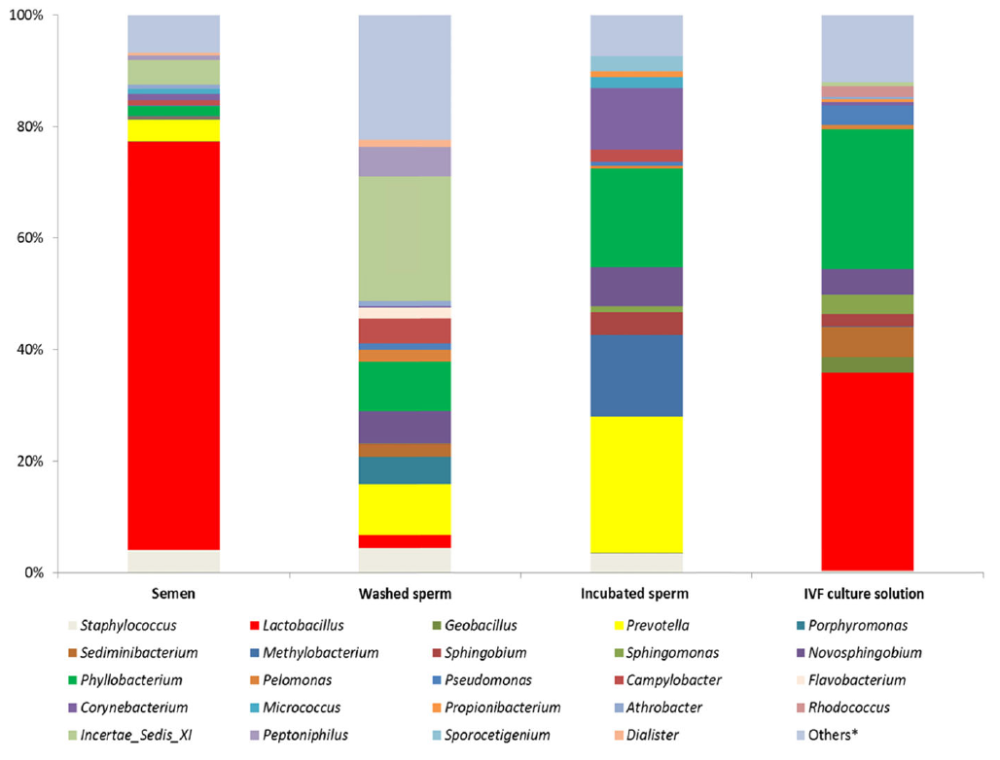 100%
80%
60%
40%
20%
0%
Semen Washed sperm Incubated sperm IVF culture solution
Staphylococcus Lactobacillus Geobacillus Prevotella Porphyromonas
Sediminibacterium Methylobacterium Sphingobium Sphingomonas Novosphingobium
Phyllobacterium Pelomonas Pseudomonas Campylobacter Flavobacterium
Corynebacterium Micrococcus Propionibacterium Athrobacter Rhodococcus
Incertae_Sedis_XI Peptoniphilus Sporocetigenium Dialister Others*